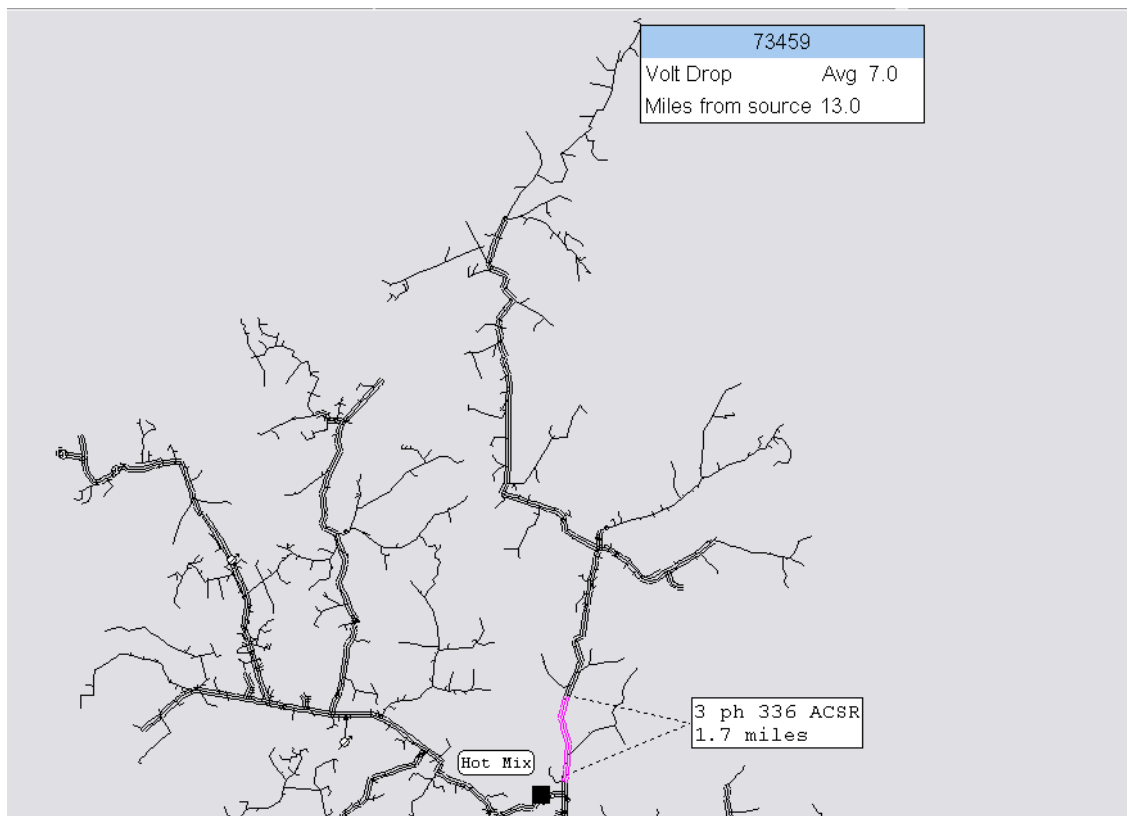 73459
Volt Drop Avg 7.0
Miles from source 13.0
3 ph 336 ACSR
1.7 miles
Hot Mix